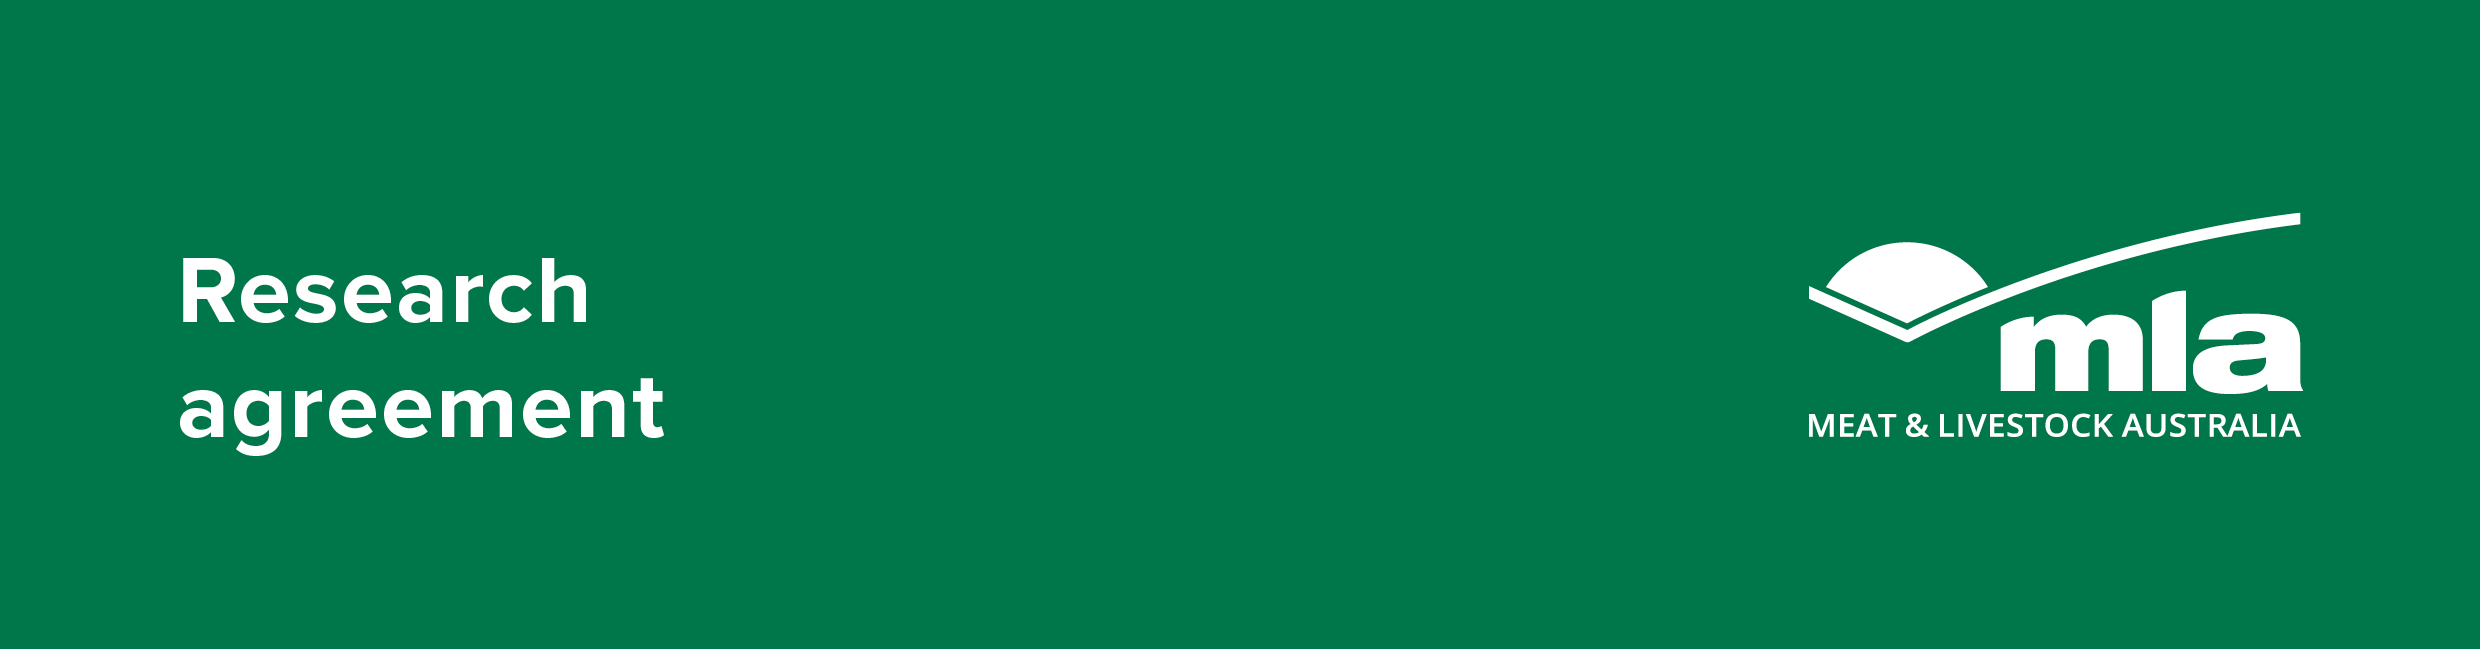 Research
agreement
mla
MEAT & LIVESTOCK AUSTRALIA